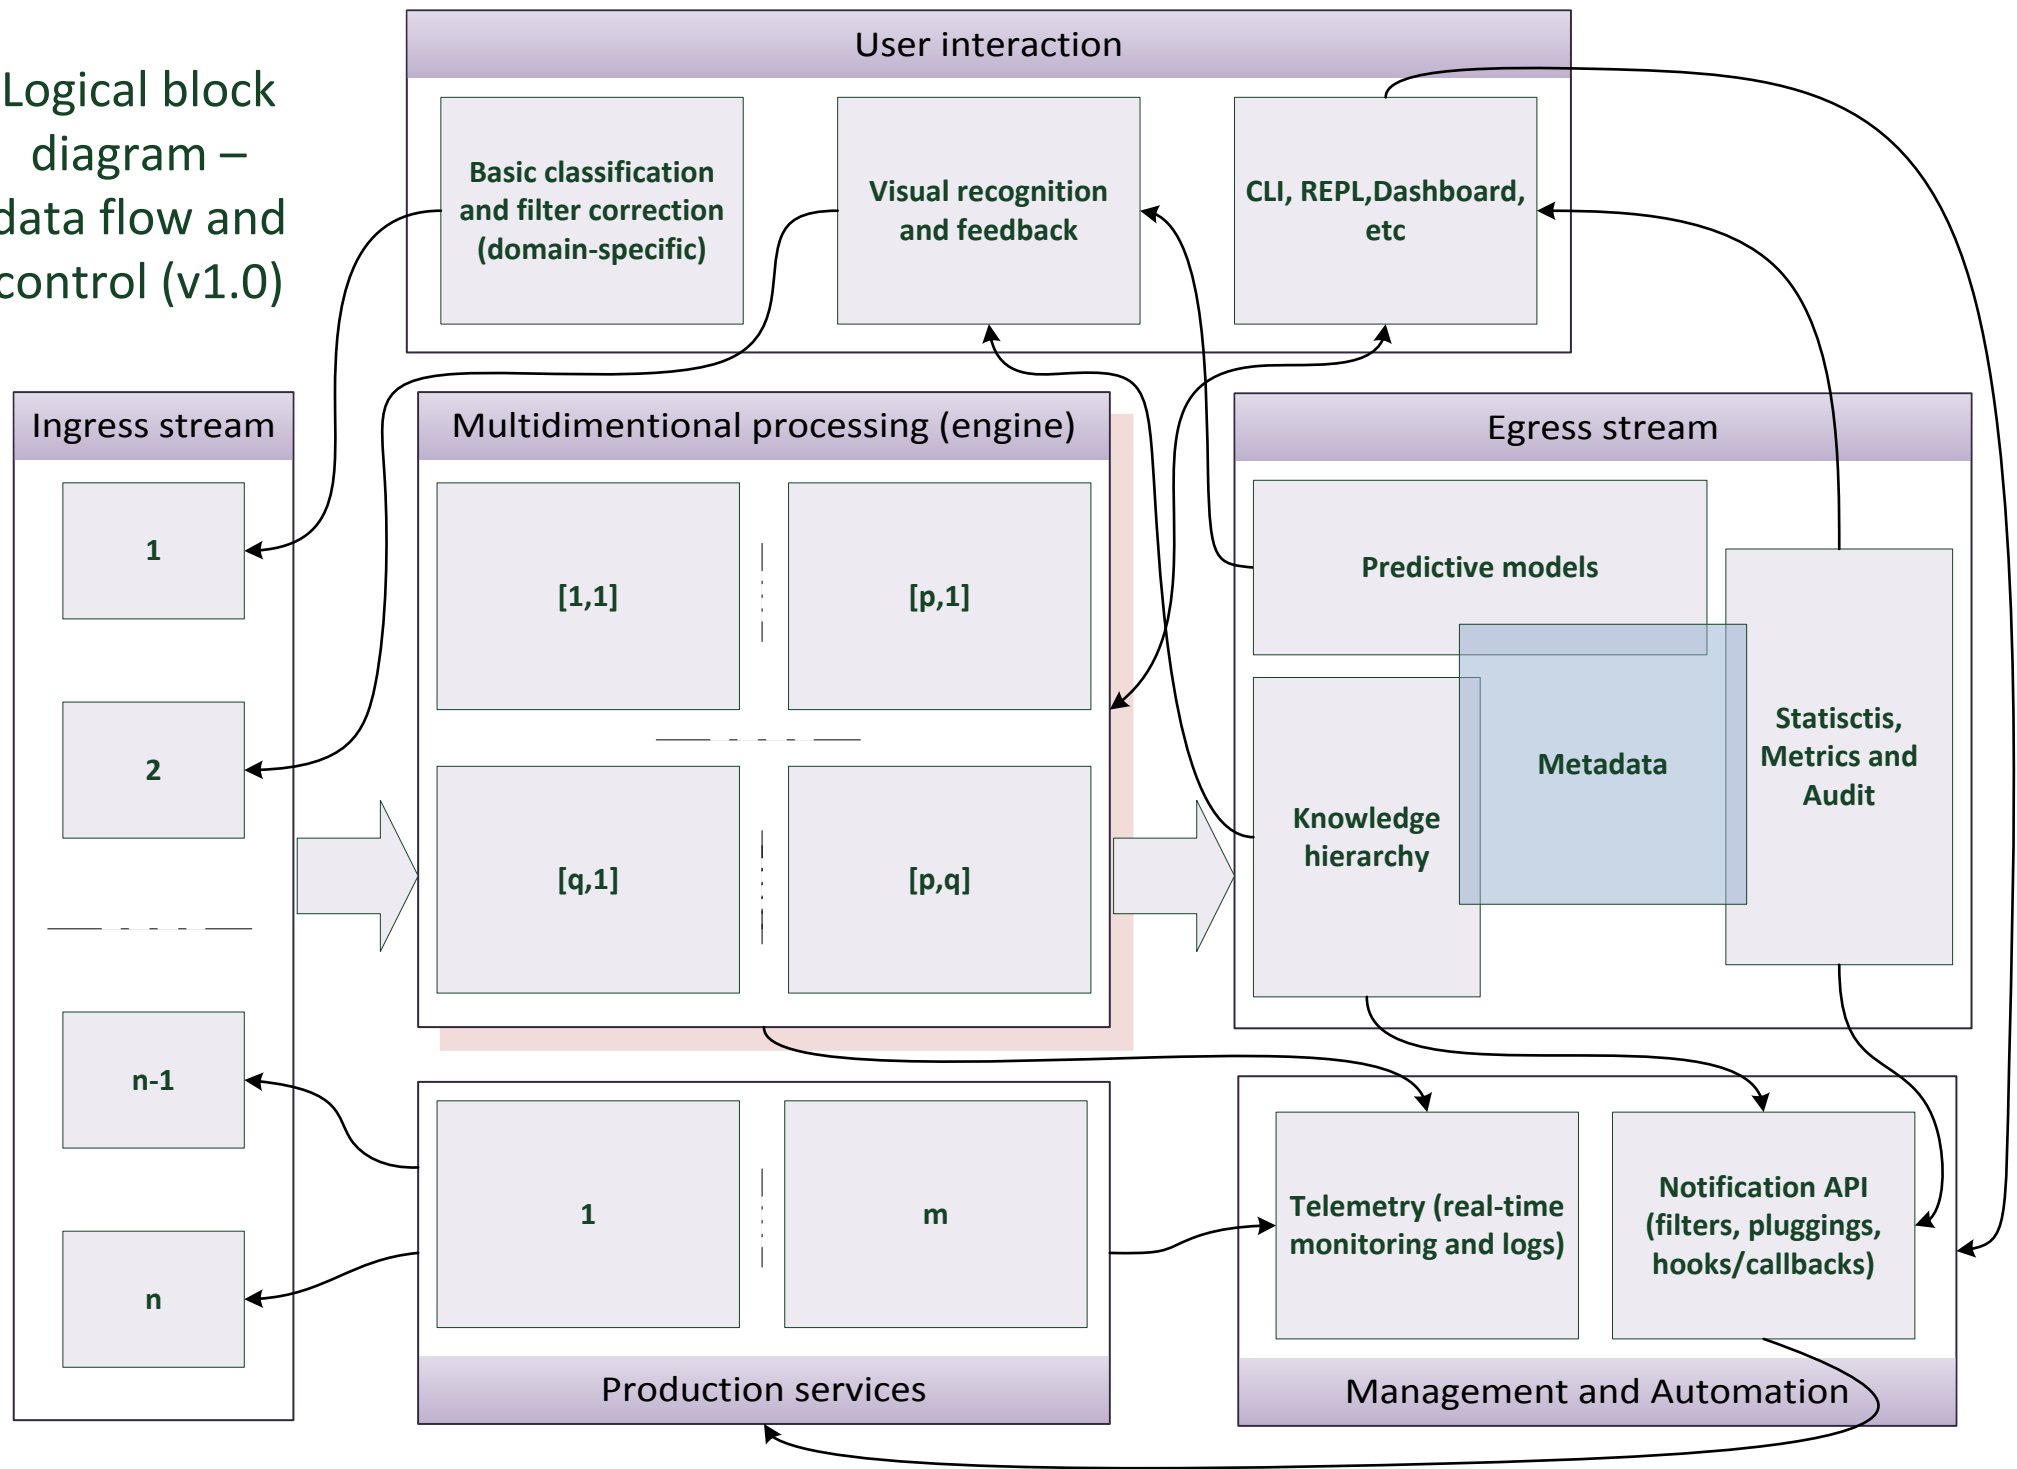 Logical block
diagram –
data flow and
control (v1.0)
User interaction
Basic classification
and filter correction
(domain-specific)
Visual recognition
and feedback
CLI, REPL,Dashboard,
etc
Ingress stream
1
2
n-1
n
Multidimentional processing (engine)
[1,1]
[p,1]
[q,1]
[p,q]
Egress stream
Predictive models
Metadata
Knowledge
hierarchy
Statisctis,
Metrics and
Audit
1
m
Production services
Telemetry (real-time
monitoring and logs)
Notification API
(filters, pluggings,
hooks/callbacks)
Management and Automation